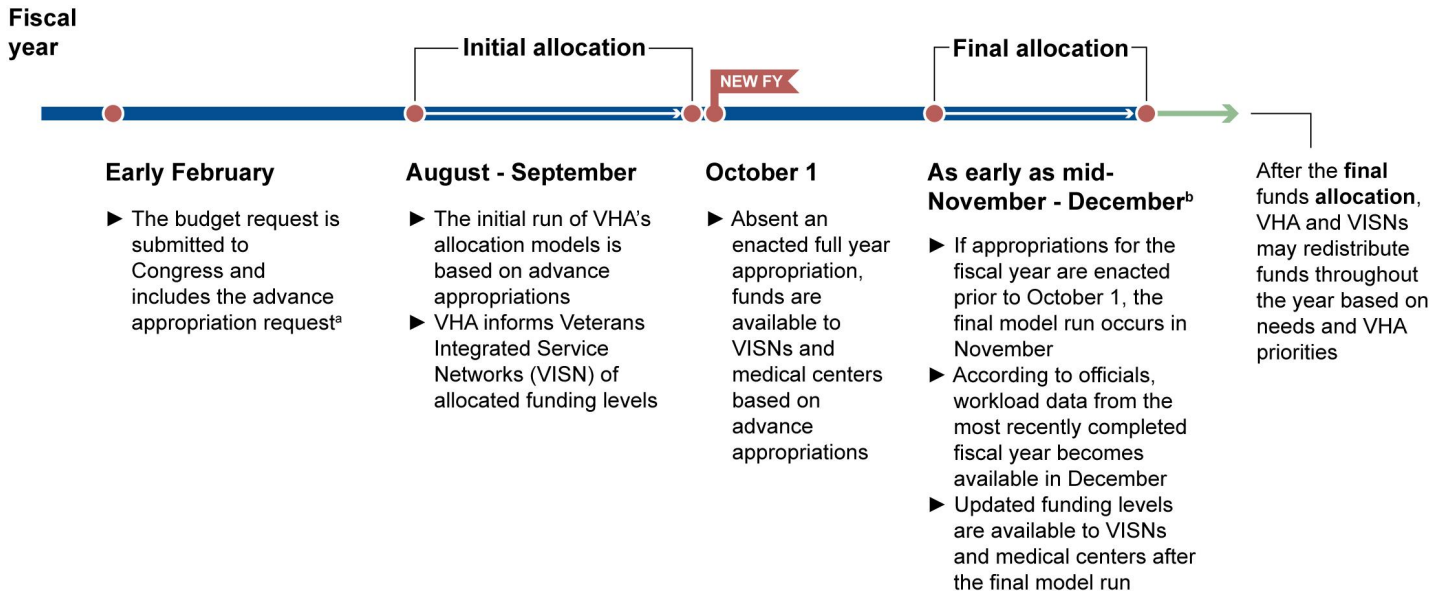 Fiscal
year
Initial allocation
Final allocation
NEW FY
Early February
► The budget request is
submitted to
Congress and
includes the advance
appropriation requestᵃ
August - September
► The initial run of VHA’s
allocation models is
based on advance
appropriations
► VHA informs Veterans
Integrated Service
Networks (VISN) of
allocated funding levels
October 1
► Absent an
enacted full year
appropriation,
funds are
available to
VISNs and
medical centers
based on
advance
appropriations
As early as mid-
November - Decemberᵇ
► If appropriations for the
fiscal year are enacted
prior to October 1, the
final model run occurs in
November
► According to officials,
workload data from the
most recently completed
fiscal year becomes
available in December
► Updated funding levels
are available to VISNs
and medical centers after
the final model run
After the final
funds allocation,
VHA and VISNs
may redistribute
funds throughout
the year based on
needs and VHA
priorities